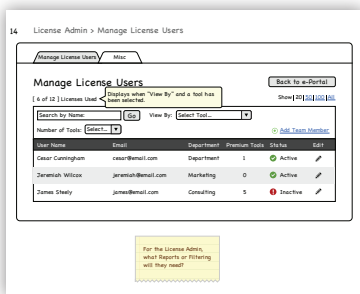 14 License Admin > Manage License Users
Manage License Users Misc
Manage License Users Back to e-Portal
[ 6 of 12 ] Licenses Used Displays when "View By" and a tool has been selected. Show| 20| 50 |100 |All
Search by Name: Go View By: Select Tool...
Number of Tools: Select... Add Team Member
User Name Email Department Premium Tools Status Edit
Cesar Cunningham cesar@email.com Department 1 Active
Jeremiah Wilcox jeremiah@email.com Marketing 0 Active
James Steely james@email.com Consulting 5 Inactive
For the License Admin,
what Reports or Filtering
will they need?